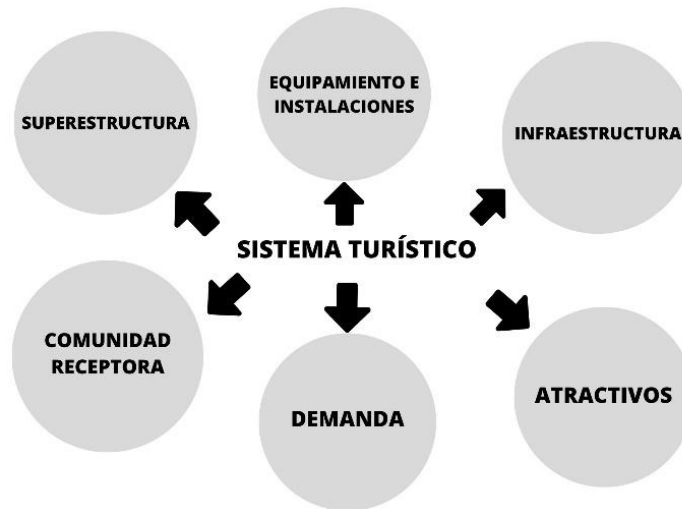 SUPERESTRUCTURA
EQUIPAMIENTO E
INSTALACIONES
INFRAESTRUCTURA
SISTEMA TURÍSTICO
COMUNIDAD
RECEPTORA
DEMANDA
ATRACTIVOS